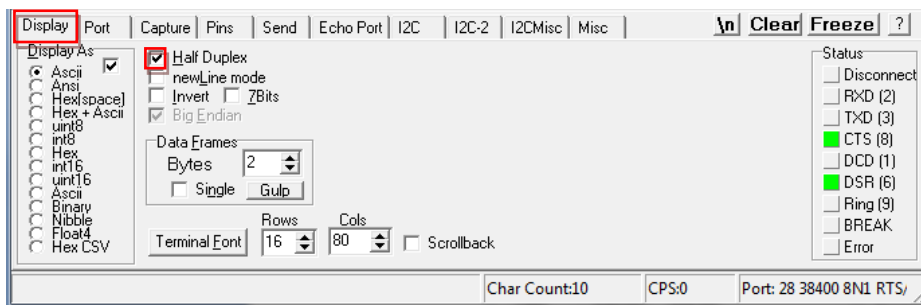 Display Port Capture Pins Send Echo Port I2C I2C-2 I2CMisc Misc \n Clear Freeze ?
Display As
Ascii
Ansi
Hex[space]
Hex + Ascii
uint8
int8
Hex
int16
uint16
Ascii
Binary
Nibble
Float4
Hex CSV
Half Duplex
newLine mode
Invert 7Bits
Big Endian
Data Frames
Bytes 2
Single Gulp
Rows Cols
Terminal Font 16 80 Scrollback
Status
Disconnect
RXD (2)
TXD (3)
CTS (8)
DCD (1)
DSR (6)
Ring (9)
BREAK
Error
Char Count:10 CPS:0 Port: 28 38400 8N1 RTS/